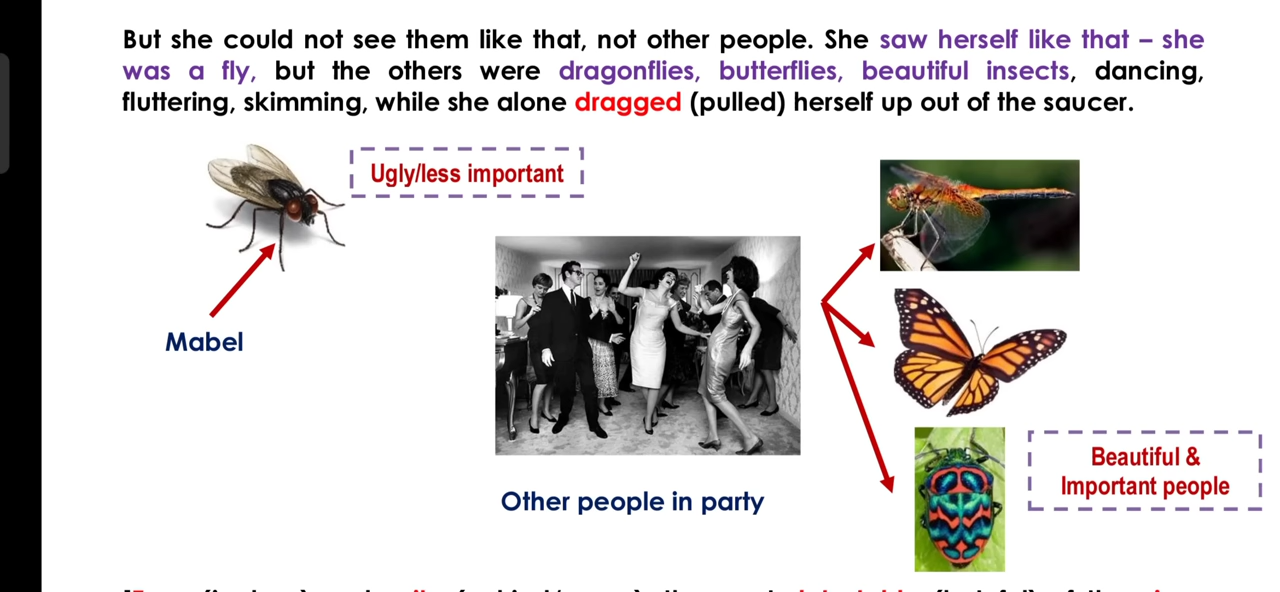 But she could not see them like that, not other people. She saw herself like that – she
was a fly, but the others were dragonflies, butterflies, beautiful insects, dancing,
fluttering, skimming, while she alone dragged (pulled) herself up out of the saucer.
Ugly/less important
Mabel
Other people in party
Beautiful &
Important people